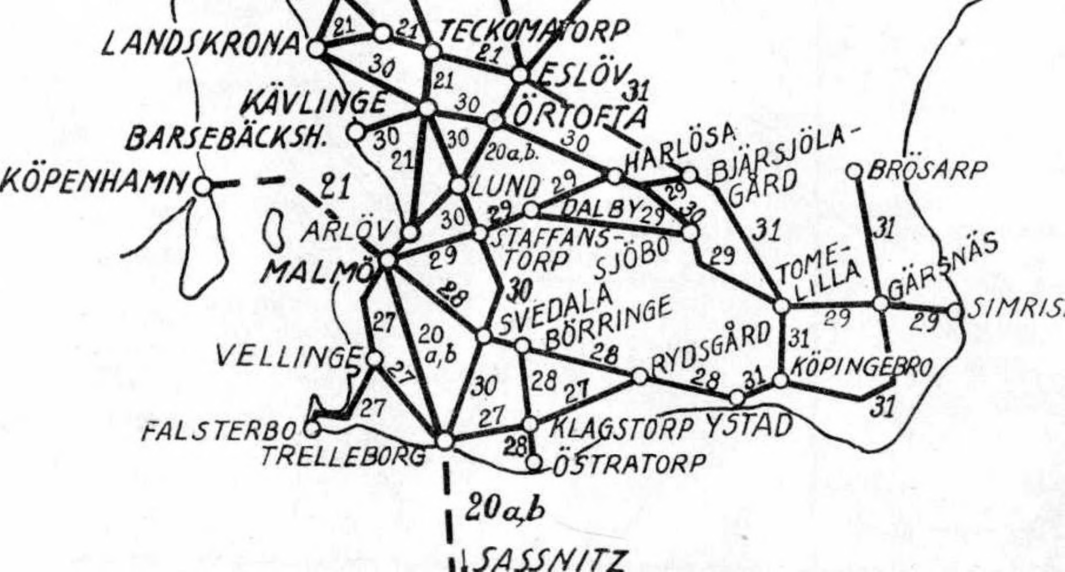 21
21
TECKOMATORP
LANDSKRONA
21
30
21
ESLÖV
31
KÄVLINGE
30
ÖRTOFTA
BARSEBÄCKSH.
30
30
30
20a,b.
HARLÖSA
BJÄRSJÖLA-
GÅRD
BRÖSARP
KÖPENHAMN
21
21
LUND
29
29
30
ARLÖV
30
29
DALBY
29
STAFFANS-
TORP
SJÖBO
31
31
MALMÖ
29
29
TOME-
LILLA
GÄRSNÄS
28
30
SVEDALA
BÖRRINGE
29
29
SIMRIS
27
20
a,b
RYDSGÅRD
31
VELLINGE
27
28
KÖPINGEBRO
30
28
27
28
31
31
27
27
FALSTERBO
KLAGSTORP
YSTAD
TRELLEBORG
28
ÖSTRATORP
20a,b
SASSNITZ